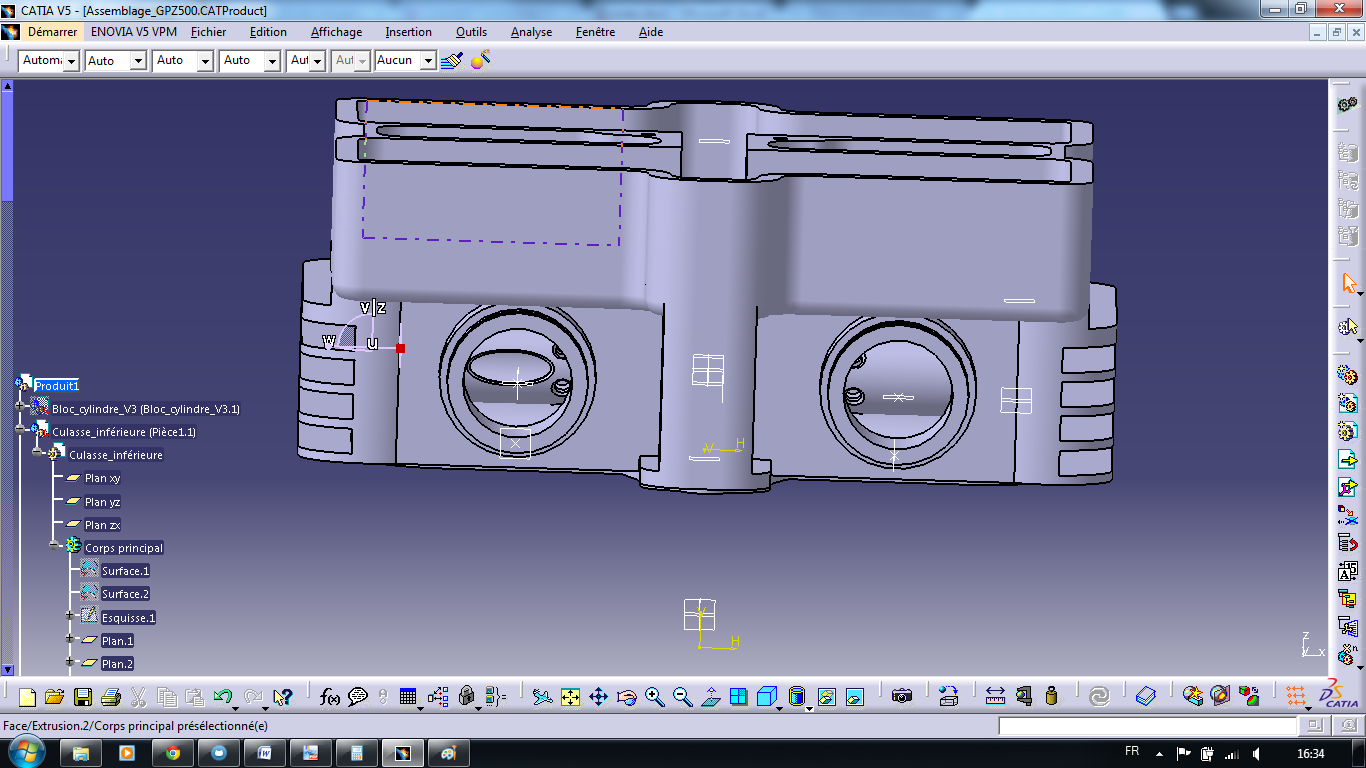 CATIA V5 - [Assemblage_GPZ500.CATProduct]
Démarrer ENOVIA V5 VPM Fichier Edition Affichage Insertion Outils Analyse Fenêtre Aide
Autom Auto Auto Auto Aut Aut Aucun
v|z
w u
Produit1
Bloc_cylindre_V3 (Bloc_cylindre_V3.1)
Culasse_inférieure (Pièce1.1)
Culasse_inférieure
Plan xy
Plan yz
Plan zx
Corps principal
Surface.1
Surface.2
Esquisse.1
Plan.1
Plan.2
H
V
H
z
y x
f(x)
CATIA
Face/Extrusion.2/Corps principal présélectionné(e)
FR 16:34